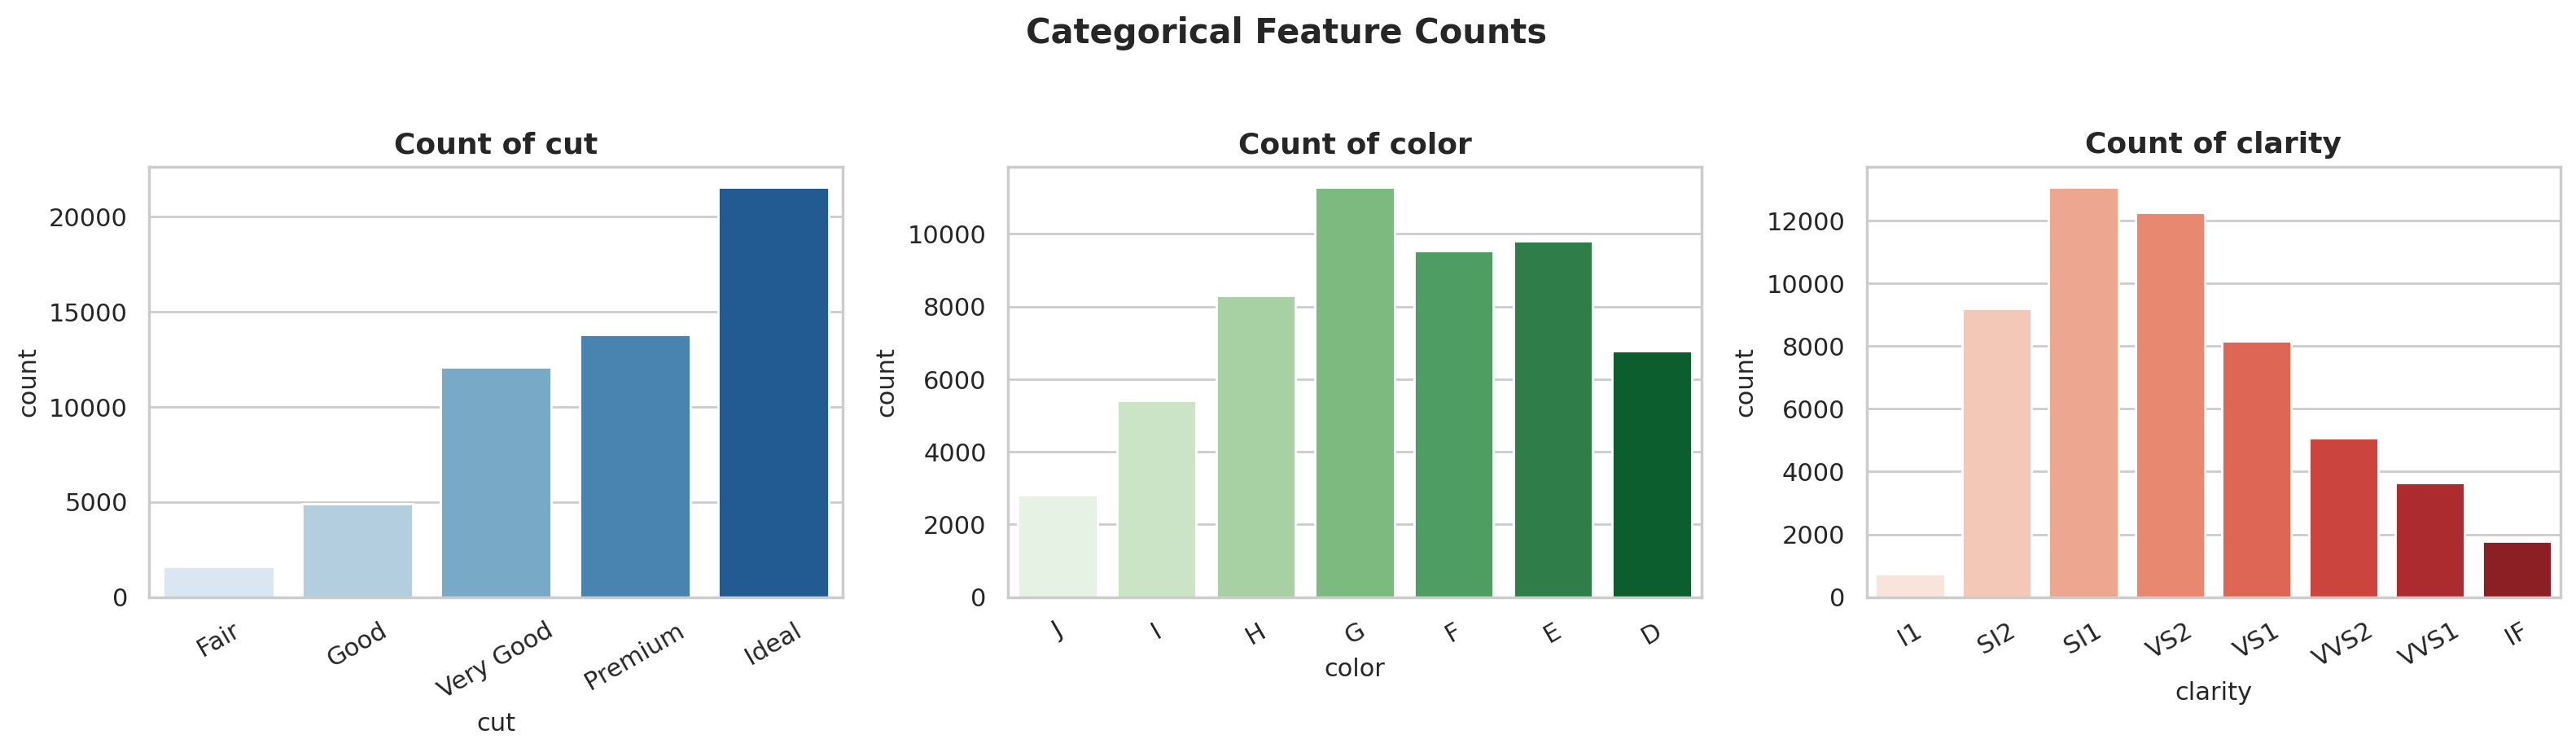 Categorical Feature Counts
Count of cut
count
20000
15000
10000
5000
0
Fair
Good
Very Good
Premium
Ideal
cut
Count of color
count
10000
8000
6000
4000
2000
0
J
I
H
G
F
E
D
color
Count of clarity
count
12000
10000
8000
6000
4000
2000
0
I1
SI2
SI1
VS2
VS1
VVS2
VVS1
IF
clarity